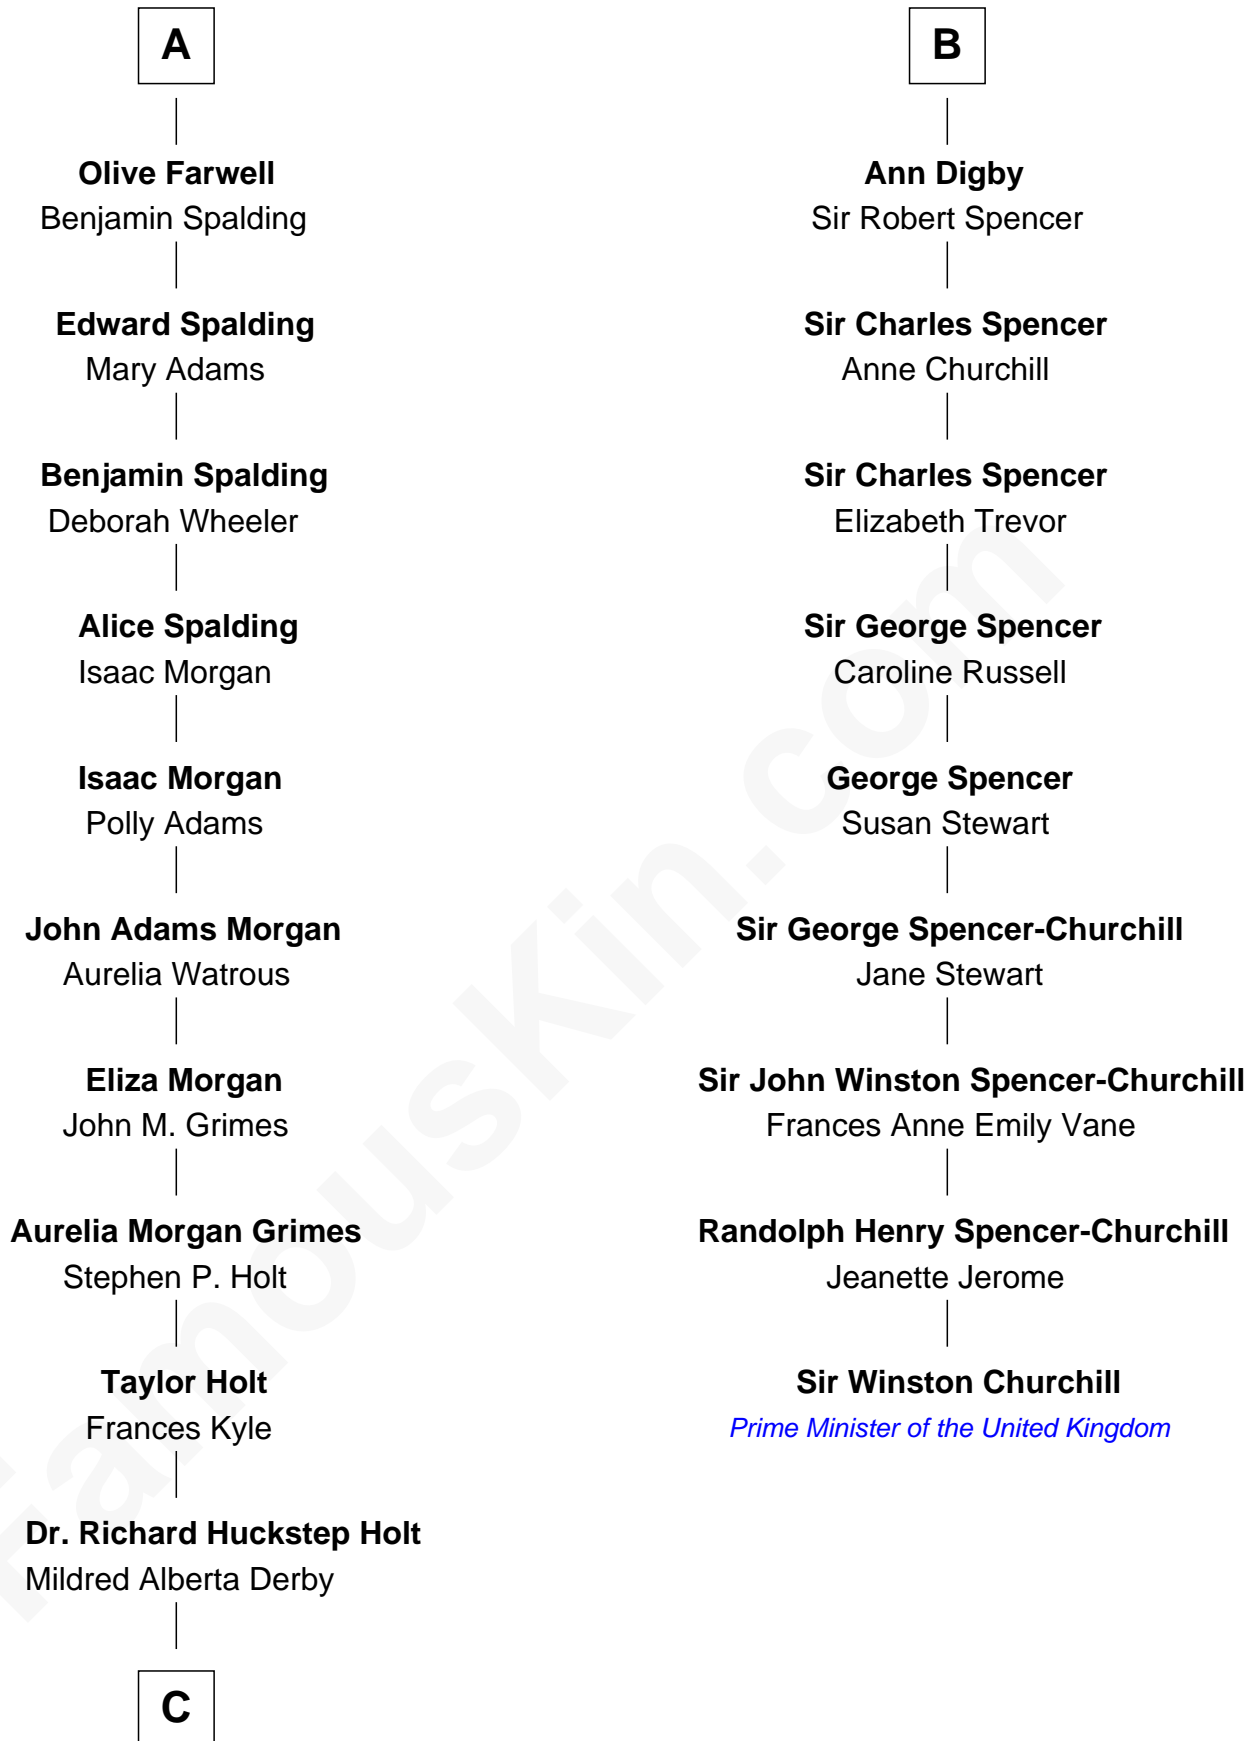 A
Olive Farwell
Benjamin Spalding
Edward Spalding
Mary Adams
Benjamin Spalding
Deborah Wheeler
Alice Spalding
Isaac Morgan
Isaac Morgan
Polly Adams
John Adams Morgan
Aurelia Watrous
Eliza Morgan
John M. Grimes
Aurelia Morgan Grimes
Stephen P. Holt
Taylor Holt
Frances Kyle
Dr. Richard Huckstep Holt
Mildred Alberta Derby
C
B
Ann Digby
Sir Robert Spencer
Sir Charles Spencer
Anne Churchill
Sir Charles Spencer
Elizabeth Trevor
Sir George Spencer
Caroline Russell
George Spencer
Susan Stewart
Sir George Spencer-Churchill
Jane Stewart
Sir John Winston Spencer-Churchill
Frances Anne Emily Vane
Randolph Henry Spencer-Churchill
Jeanette Jerome
Sir Winston Churchill
Prime Minister of the United Kingdom
FamousKin.com